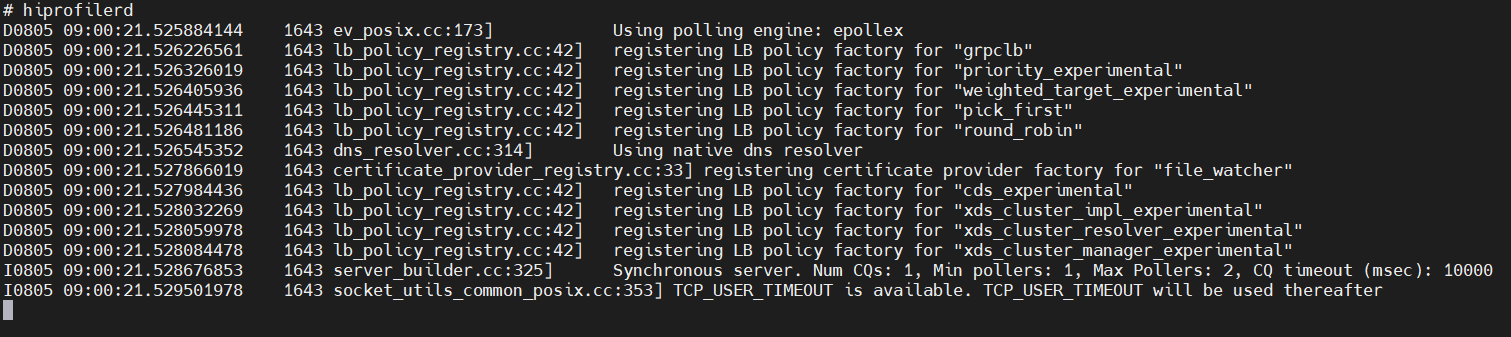 # hiprofilerd
D0805 09:00:21.525884144    1643 ev_posix.cc:173]            Using polling engine: epollex
D0805 09:00:21.526226561    1643 lb_policy_registry.cc:42]   registering LB policy factory for "grpclb"
D0805 09:00:21.526326019    1643 lb_policy_registry.cc:42]   registering LB policy factory for "priority_experimental"
D0805 09:00:21.526405936    1643 lb_policy_registry.cc:42]   registering LB policy factory for "weighted_target_experimental"
D0805 09:00:21.526445311    1643 lb_policy_registry.cc:42]   registering LB policy factory for "pick_first"
D0805 09:00:21.526481186    1643 lb_policy_registry.cc:42]   registering LB policy factory for "round_robin"
D0805 09:00:21.526545352    1643 dns_resolver.cc:314]        Using native dns resolver
D0805 09:00:21.527866019    1643 certificate_provider_registry.cc:33] registering certificate provider factory for "file_watcher"
D0805 09:00:21.527984436    1643 lb_policy_registry.cc:42]   registering LB policy factory for "cds_experimental"
D0805 09:00:21.528032269    1643 lb_policy_registry.cc:42]   registering LB policy factory for "xds_cluster_impl_experimental"
D0805 09:00:21.528059978    1643 lb_policy_registry.cc:42]   registering LB policy factory for "xds_cluster_resolver_experimental"
D0805 09:00:21.528084478    1643 lb_policy_registry.cc:42]   registering LB policy factory for "xds_cluster_manager_experimental"
I0805 09:00:21.528676853    1643 server_builder.cc:325]      Synchronous server. Num CQs: 1, Min pollers: 1, Max Pollers: 2, CQ timeout (msec): 10000
I0805 09:00:21.529501978    1643 socket_utils_common_posix.cc:353] TCP_USER_TIMEOUT is available. TCP_USER_TIMEOUT will be used thereafter